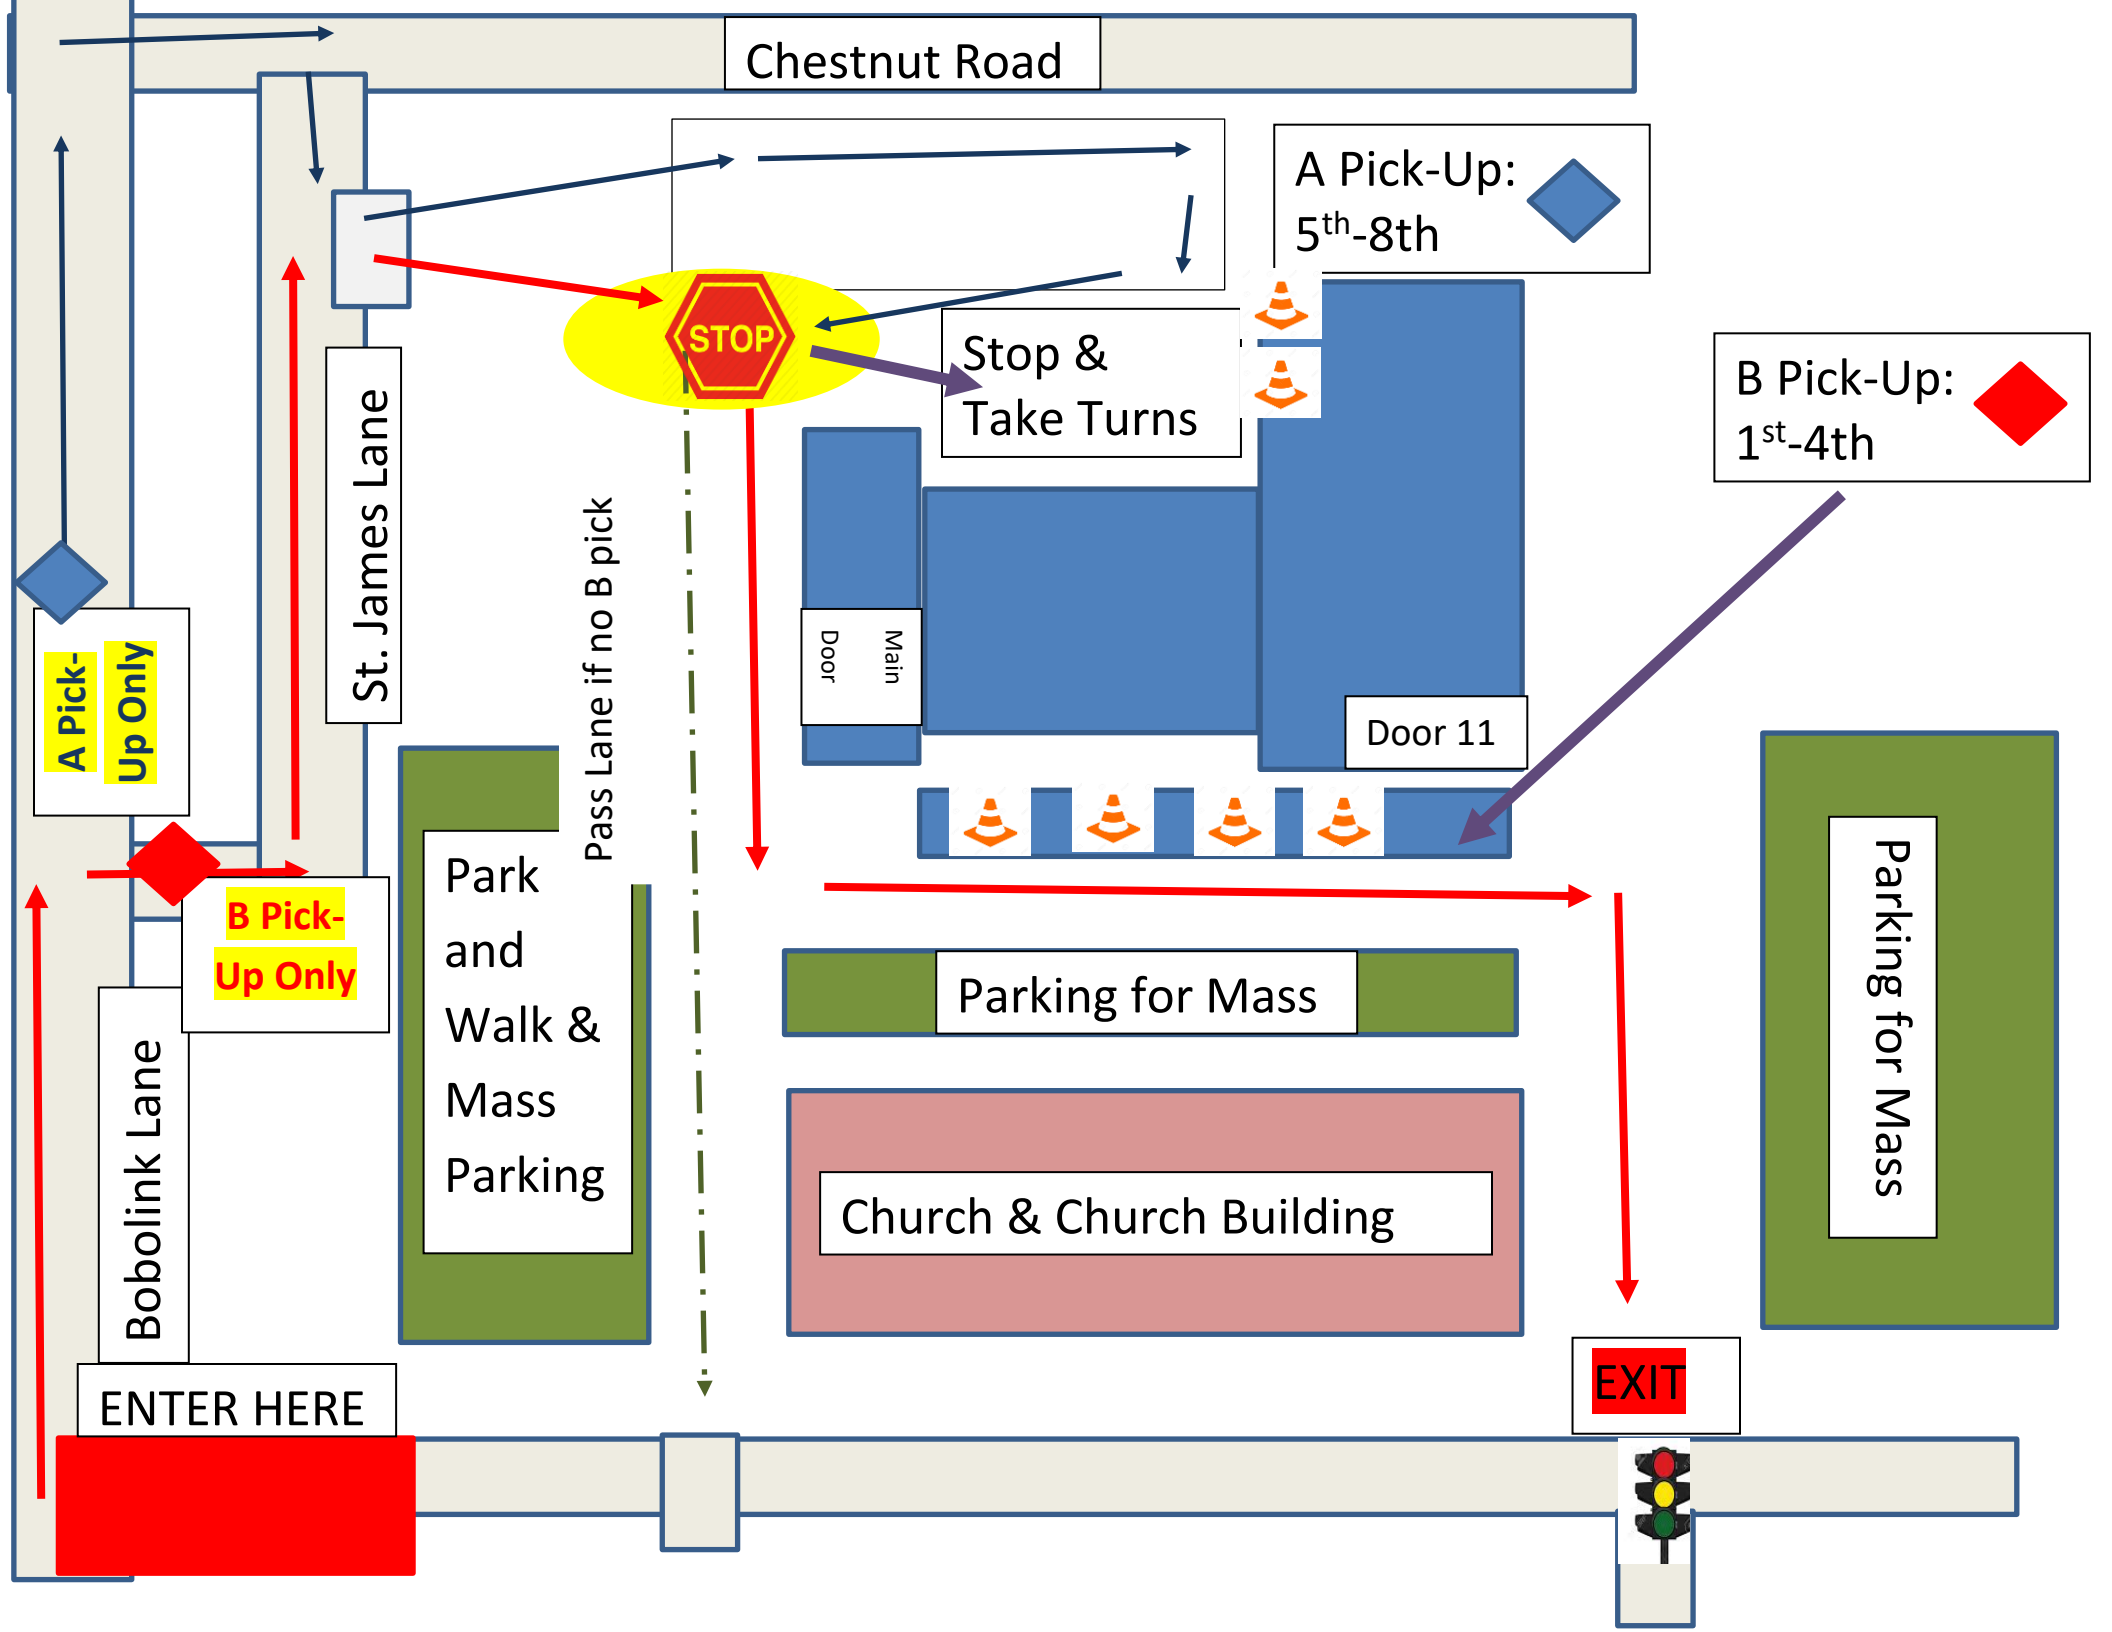 Chestnut Road
A Pick-Up:
5th-8th
STOP
Stop &
Take Turns
B Pick-Up:
1st-4th
St. James Lane
Pass Lane if no B pick
Main
Door
A Pick-
Up Only
Door 11
B Pick-
Up Only
Park
and
Walk &
Mass
Parking
Parking for Mass
Parking for Mass
Bobolink Lane
Church & Church Building
EXIT
ENTER HERE